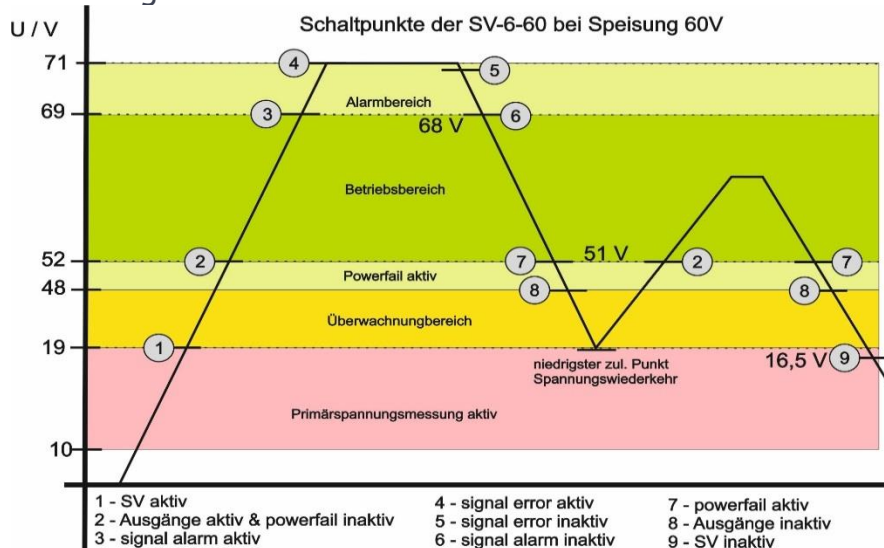 Schaltpunkte der SV-6-60 bei Speisung 60V
U / V
71
4
5
Alarmbereich
69
3
68 V
6
Betriebsbereich
52
2
7
51 V
2
7
Powerfail aktiv
48
8
8
Überwachnungbereich
19
1
niedrigster zul. Punkt
Spannungswiederkehr
16,5 V
9
Primärspannungsmessung aktiv
10
1 - SV aktiv
2 - Ausgänge aktiv & powerfail inaktiv
3 - signal alarm aktiv
4 - signal error aktiv
5 - signal error inaktiv
6 - signal alarm inaktiv
7 - powerfail aktiv
8 - Ausgänge inaktiv
9 - SV inaktiv